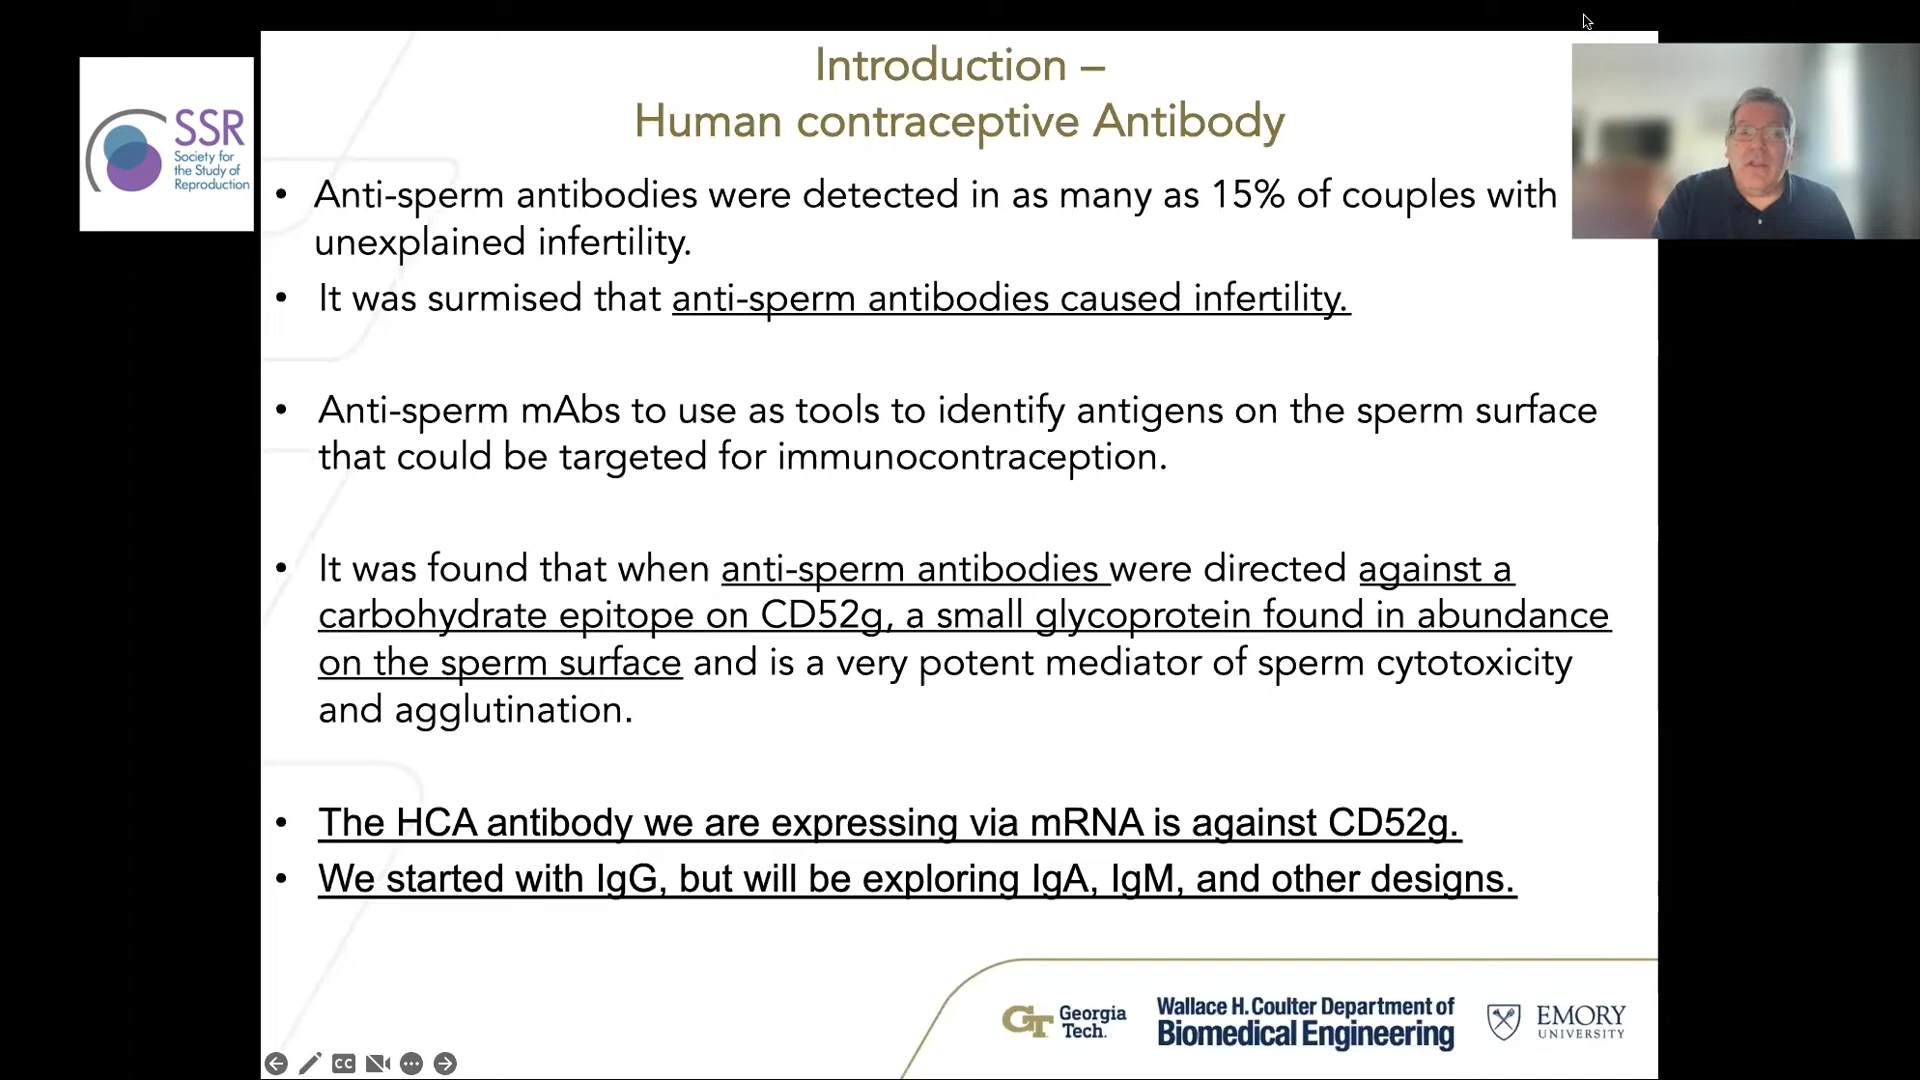 Introduction –
Human contraceptive Antibody
SSR
Society for
the Study of
Reproduction
• Anti-sperm antibodies were detected in as many as 15% of couples with
unexplained infertility.
• It was surmised that anti-sperm antibodies caused infertility.
• Anti-sperm mAbs to use as tools to identify antigens on the sperm surface
that could be targeted for immunocontraception.
• It was found that when anti-sperm antibodies were directed against a
carbohydrate epitope on CD52g, a small glycoprotein found in abundance
on the sperm surface and is a very potent mediator of sperm cytotoxicity
and agglutination.
• The HCA antibody we are expressing via mRNA is against CD52g.
• We started with IgG, but will be exploring IgA, IgM, and other designs.
GT Georgia
Tech.
Wallace H. Coulter Department of
Biomedical Engineering
EMORY
UNIVERSITY
CC